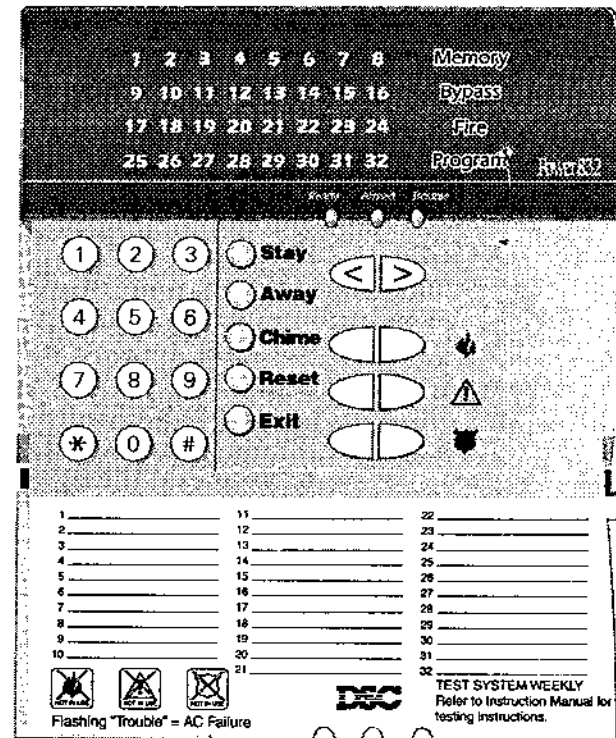 1 2 3 4 5 6 7 8 Memory
9 10 11 12 13 14 15 16 Bypass
17 18 19 20 21 22 23 24 Fire
25 26 27 28 29 30 31 32 Program
Power832
Ready Armed Trouble
1 2 3 Stay
< >
Away
4 5 6
Chime
7 8 9 Reset
Exit
* 0 #
1 11 22
2 12 23
3 13 24
4 14 25
5 15 26
6 16 27
7 17 28
8 18 29
9 19 30
10 20 31
21 32
NOT IN USE NOT IN USE NOT IN USE
DSC
TEST SYSTEM WEEKLY
Refer to Instruction Manual for
testing instructions.
Flashing "Trouble" = AC Failure